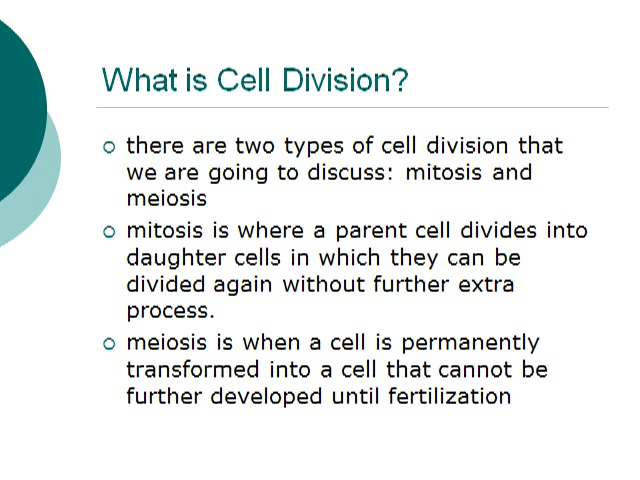 What is Cell Division?
there are two types of cell division that
we are going to discuss: mitosis and
meiosis
mitosis is where a parent cell divides into
daughter cells in which they can be
divided again without further extra
process.
meiosis is when a cell is permanently
transformed into a cell that cannot be
further developed until fertilization